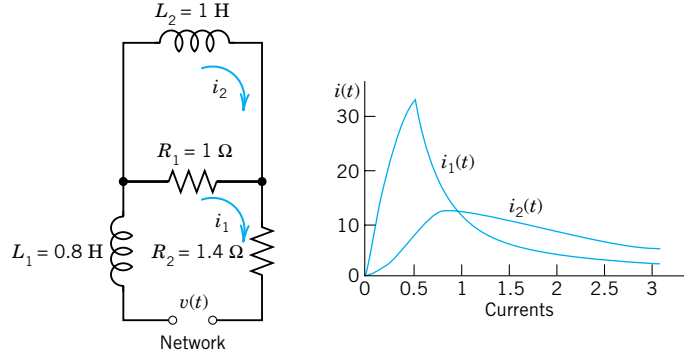 L₂ = 1 H
i₂
R₁ = 1 Ω
i₁
L₁ = 0.8 H
R₂ = 1.4 Ω
v(t)
Network
i(t)
30
20
10
0
i₁(t)
i₂(t)
0 0.5 1 1.5 2 2.5 3
Currents